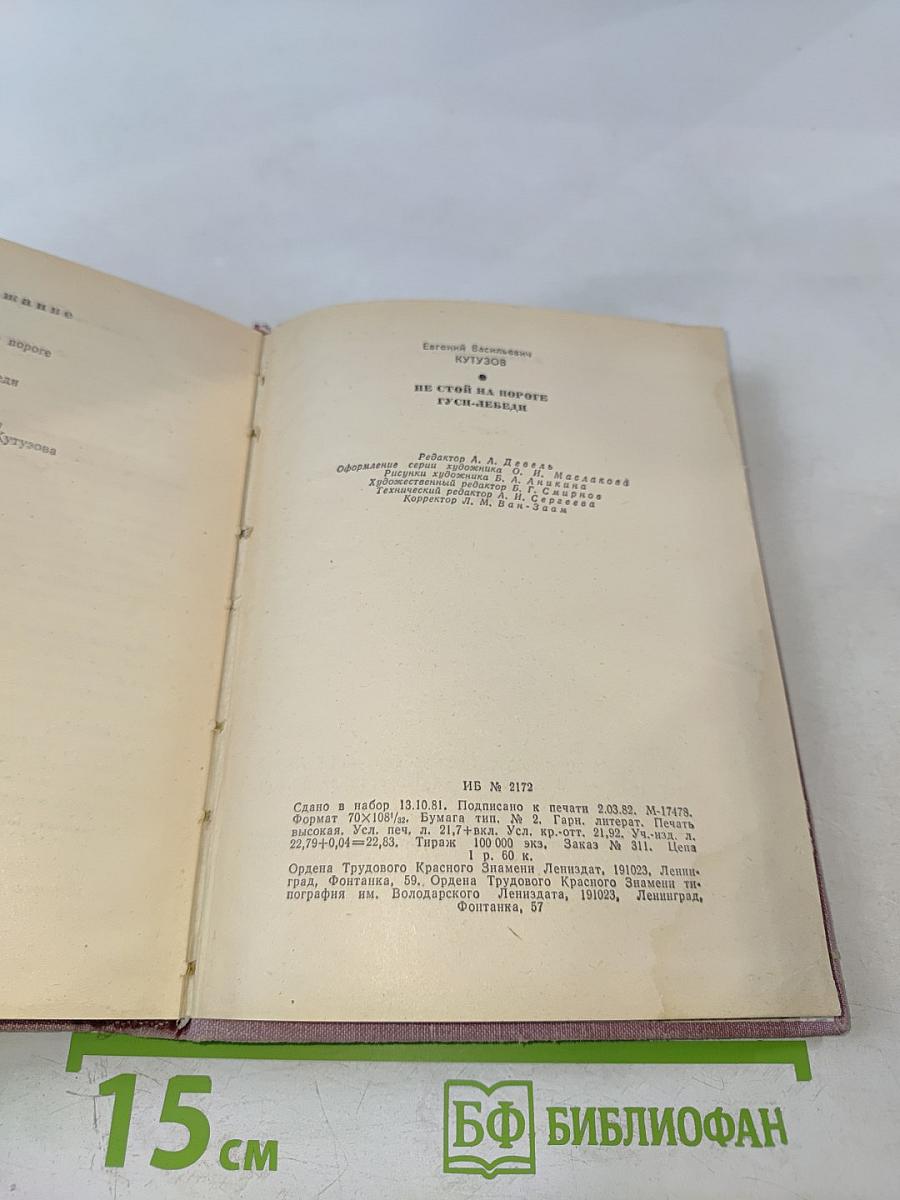 жание
пороге
еди
Кутузова
Евгений Васильевич
КУТУЗОВ
НЕ СТОЙ НА ПОРОГЕ
ГУСИ-ЛЕБЕДИ
Редактор А. А. Девель
Оформление серии художника О. И. Маслакова
Рисунки художника Б. А. Аникина
Художественный редактор Б. Г. Смирнов
Технический редактор А. И. Сергеева
Корректор Л. М. Ван-Заам
ИБ № 2172
Сдано в набор 13.10.81. Подписано к печати 2.03.82. М-17478.
Формат 70×108¹/₃₂. Бумага тип. № 2. Гарн. литерат. Печать
высокая. Усл. печ. л. 21,7+вкл. Усл. кр.-отт. 21,92. Уч.-изд. л.
22,79+0,04=22,83. Тираж 100 000 экз. Заказ № 311. Цена
1 р. 60 к.
Ордена Трудового Красного Знамени Лениздат, 191023, Ленин-
град, Фонтанка, 59. Ордена Трудового Красного Знамени ти-
пография им. Володарского Лениздата, 191023, Ленинград,
Фонтанка, 57
15 см
БФ БИБЛИОФАН